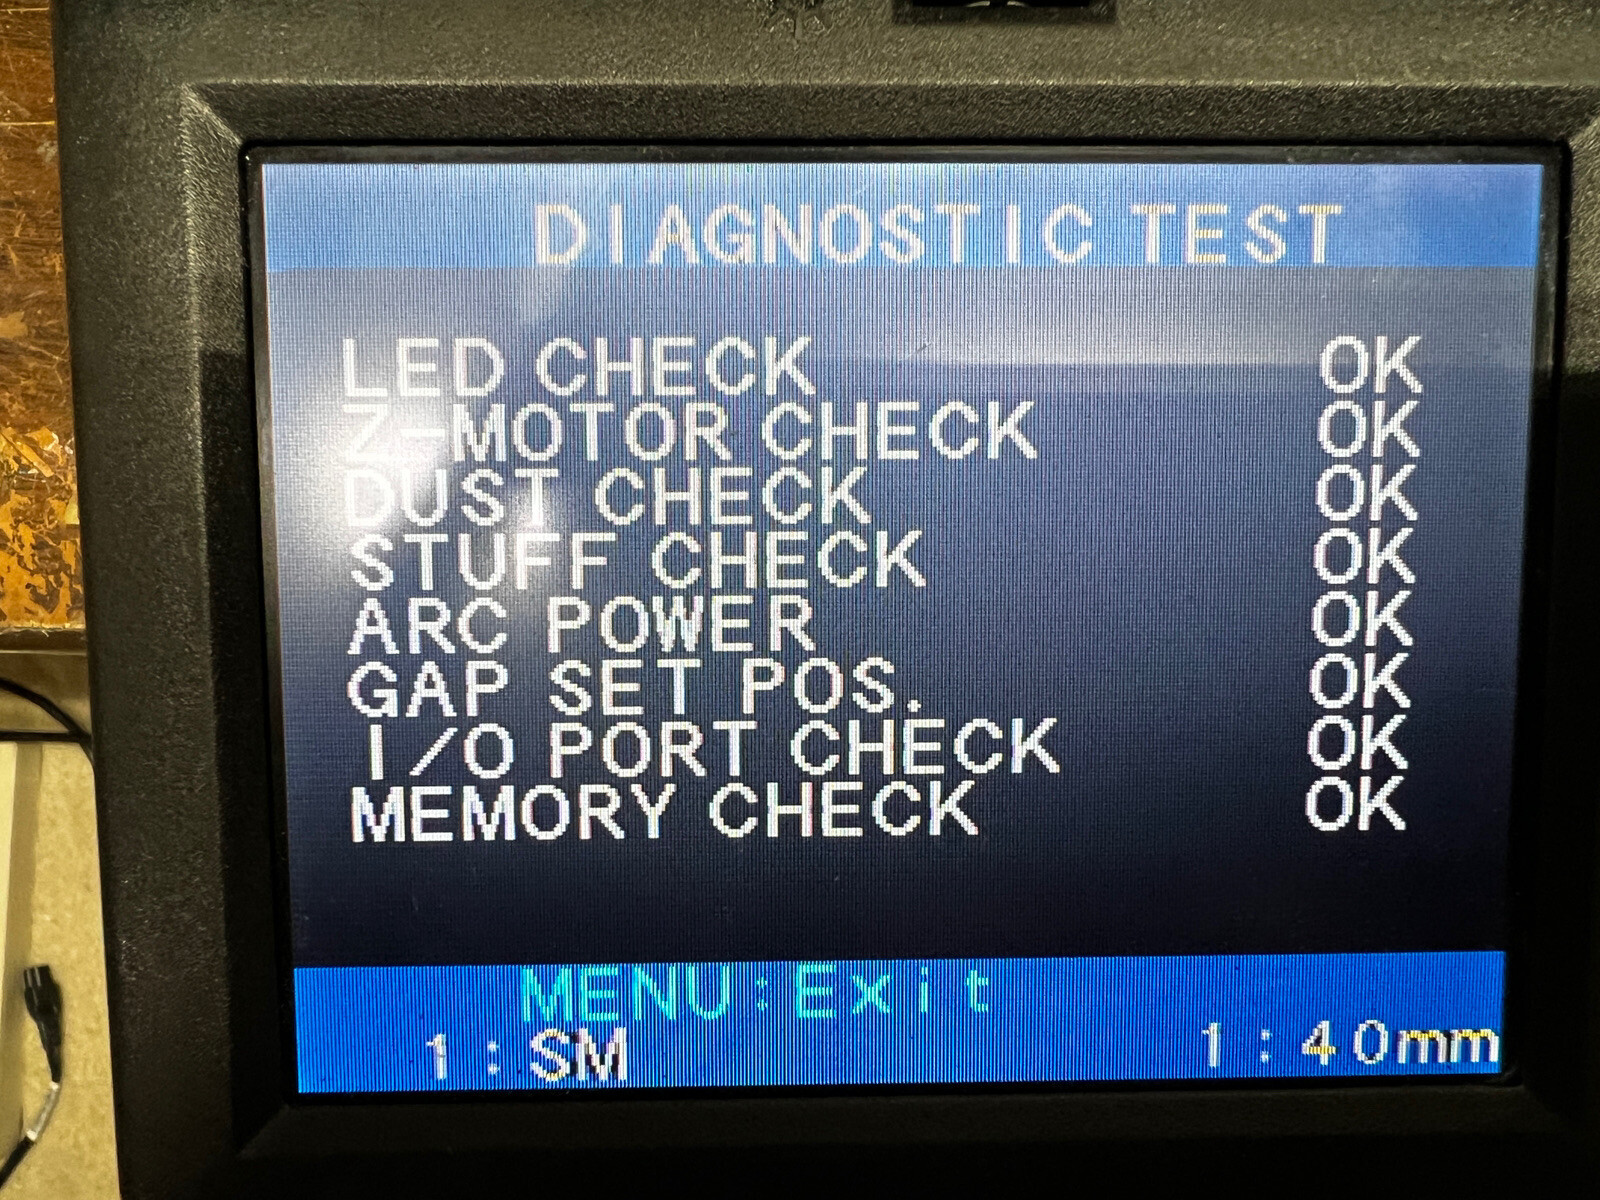 DIAGNOSTIC TEST
LED CHECK OK
Z-MOTOR CHECK OK
DUST CHECK OK
STUFF CHECK OK
ARC POWER OK
GAP SET POS. OK
I/O PORT CHECK OK
MEMORY CHECK OK
MENU:Exit
1:SM 1:40mm